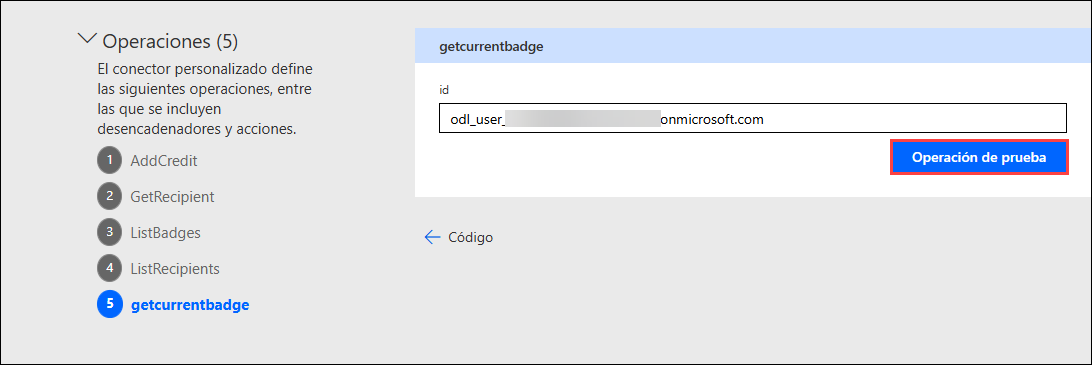 Operaciones (5)
El conector personalizado define
las siguientes operaciones, entre
las que se incluyen
desencadenadores y acciones.
1 AddCredit
2 GetRecipient
3 ListBadges
4 ListRecipients
5 getcurrentbadge
getcurrentbadge
id
odl_user_ onmicrosoft.com
Operación de prueba
Código